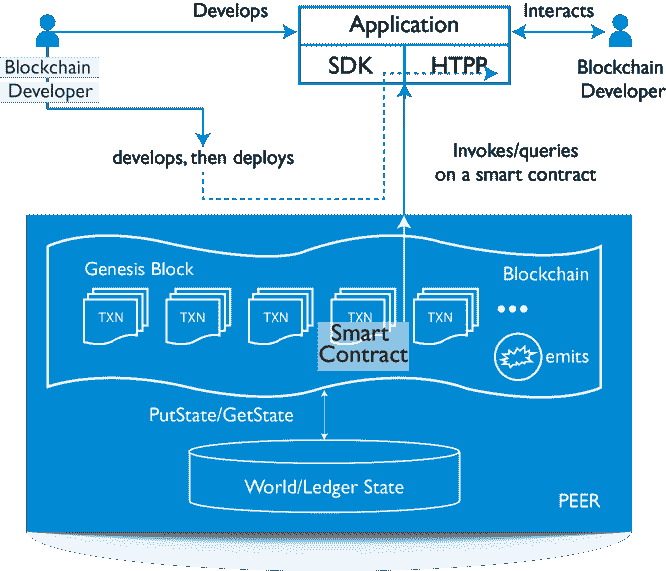 Develops
Application
Interacts
SDK
HTPP
Blockchain
Developer
Blockchain
Developer
develops, then deploys
Invokes/queries
on a smart contract
Genesis Block
Blockchain
TXN
TXN
TXN
TXN
TXN
Smart
Contract
emits
PutState/GetState
World/Ledger State
PEER